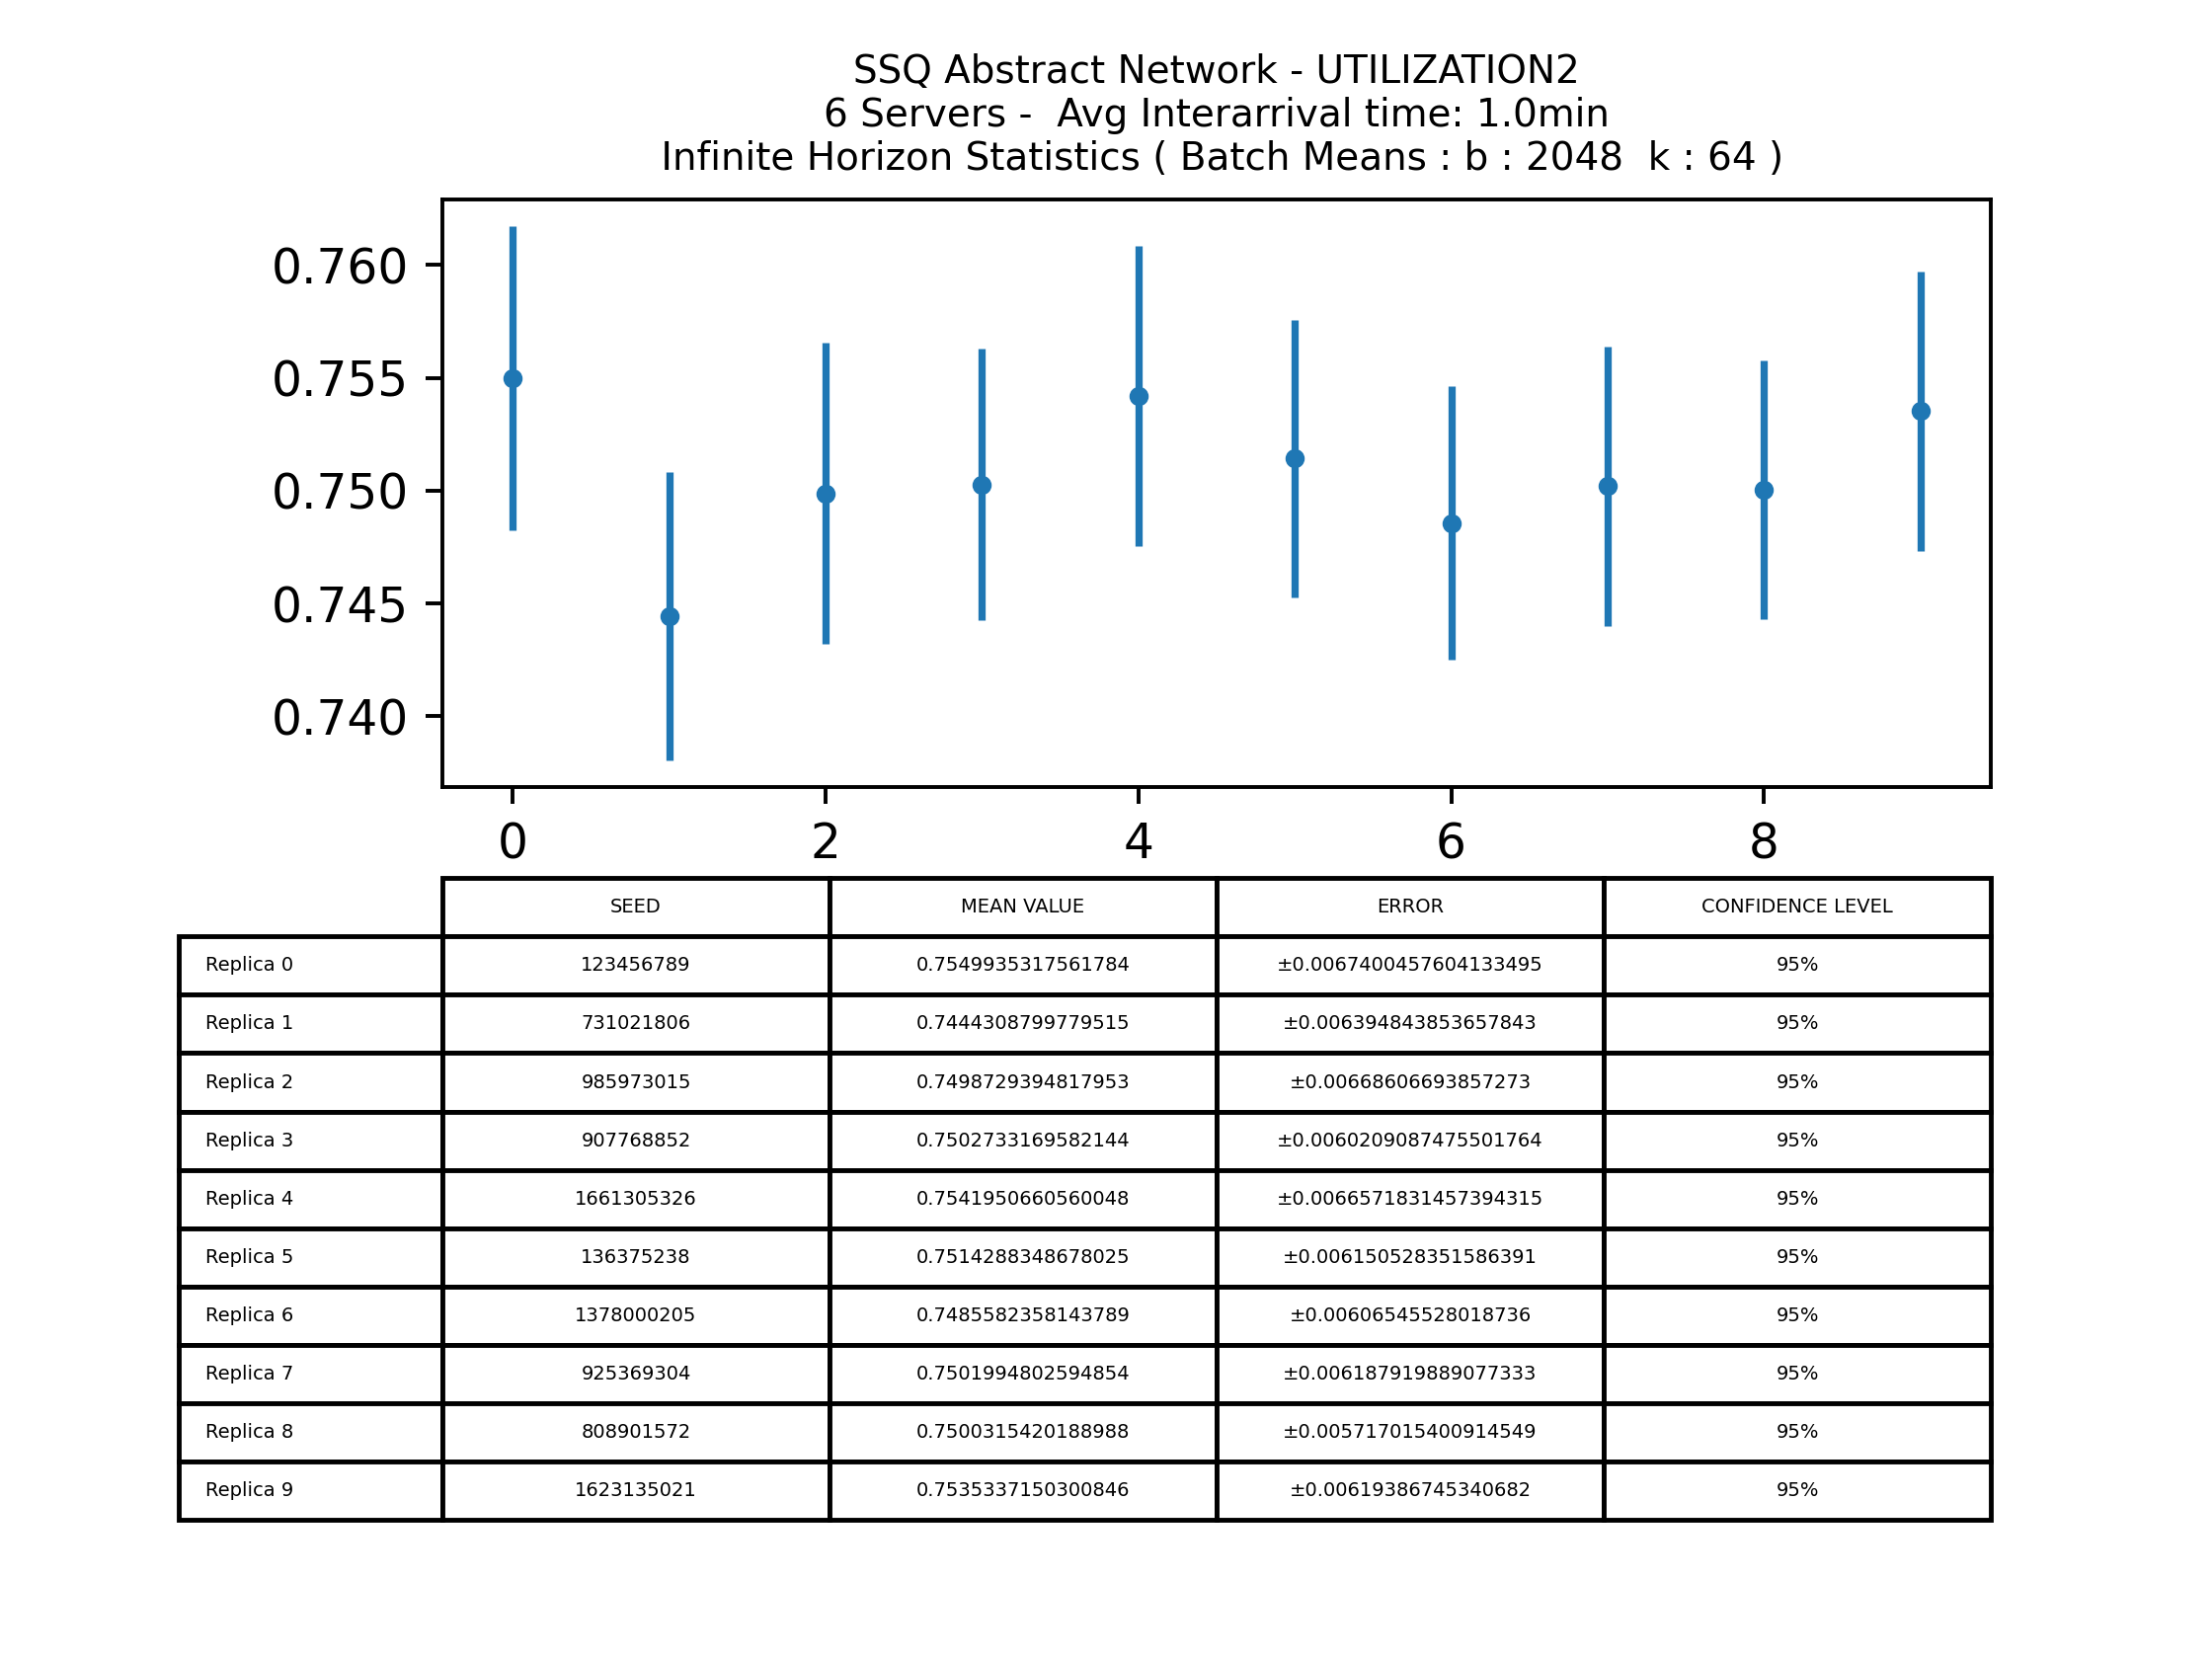 SSQ Abstract Network - UTILIZATION2
6 Servers -  Avg Interarrival time: 1.0min
Infinite Horizon Statistics ( Batch Means : b : 2048  k : 64 )
0.760
0.755
0.750
0.745
0.740
0 2 4 6 8
SEED MEAN VALUE ERROR CONFIDENCE LEVEL
Replica 0 123456789 0.7549935317561784 ±0.0067400457604133495 95%
Replica 1 731021806 0.7444308799779515 ±0.006394843853657843 95%
Replica 2 985973015 0.7498729394817953 ±0.00668606693857273 95%
Replica 3 907768852 0.7502733169582144 ±0.0060209087475501764 95%
Replica 4 1661305326 0.7541950660560048 ±0.0066571831457394315 95%
Replica 5 136375238 0.7514288348678025 ±0.006150528351586391 95%
Replica 6 1378000205 0.7485582358143789 ±0.00606545528018736 95%
Replica 7 925369304 0.7501994802594854 ±0.006187919889077333 95%
Replica 8 808901572 0.7500315420188988 ±0.005717015400914549 95%
Replica 9 1623135021 0.7535337150300846 ±0.00619386745340682 95%